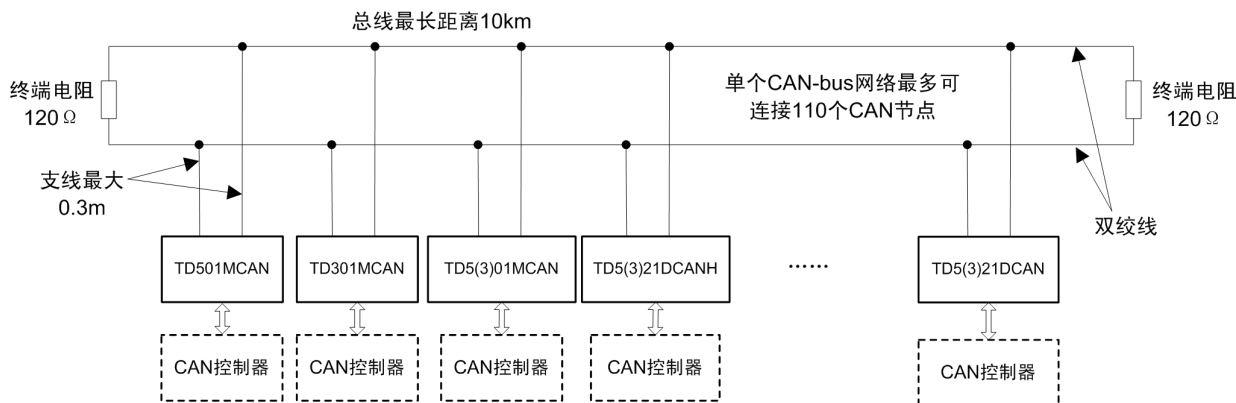 总线最长距离10km
终端电阻
120Ω
单个CAN-bus网络最多可
连接110个CAN节点
终端电阻
120Ω
支线最大
0.3m
双绞线
TD501MCAN
TD301MCAN
TD5(3)01MCAN
TD5(3)21DCANH
……
TD5(3)21DCAN
CAN控制器
CAN控制器
CAN控制器
CAN控制器
CAN控制器